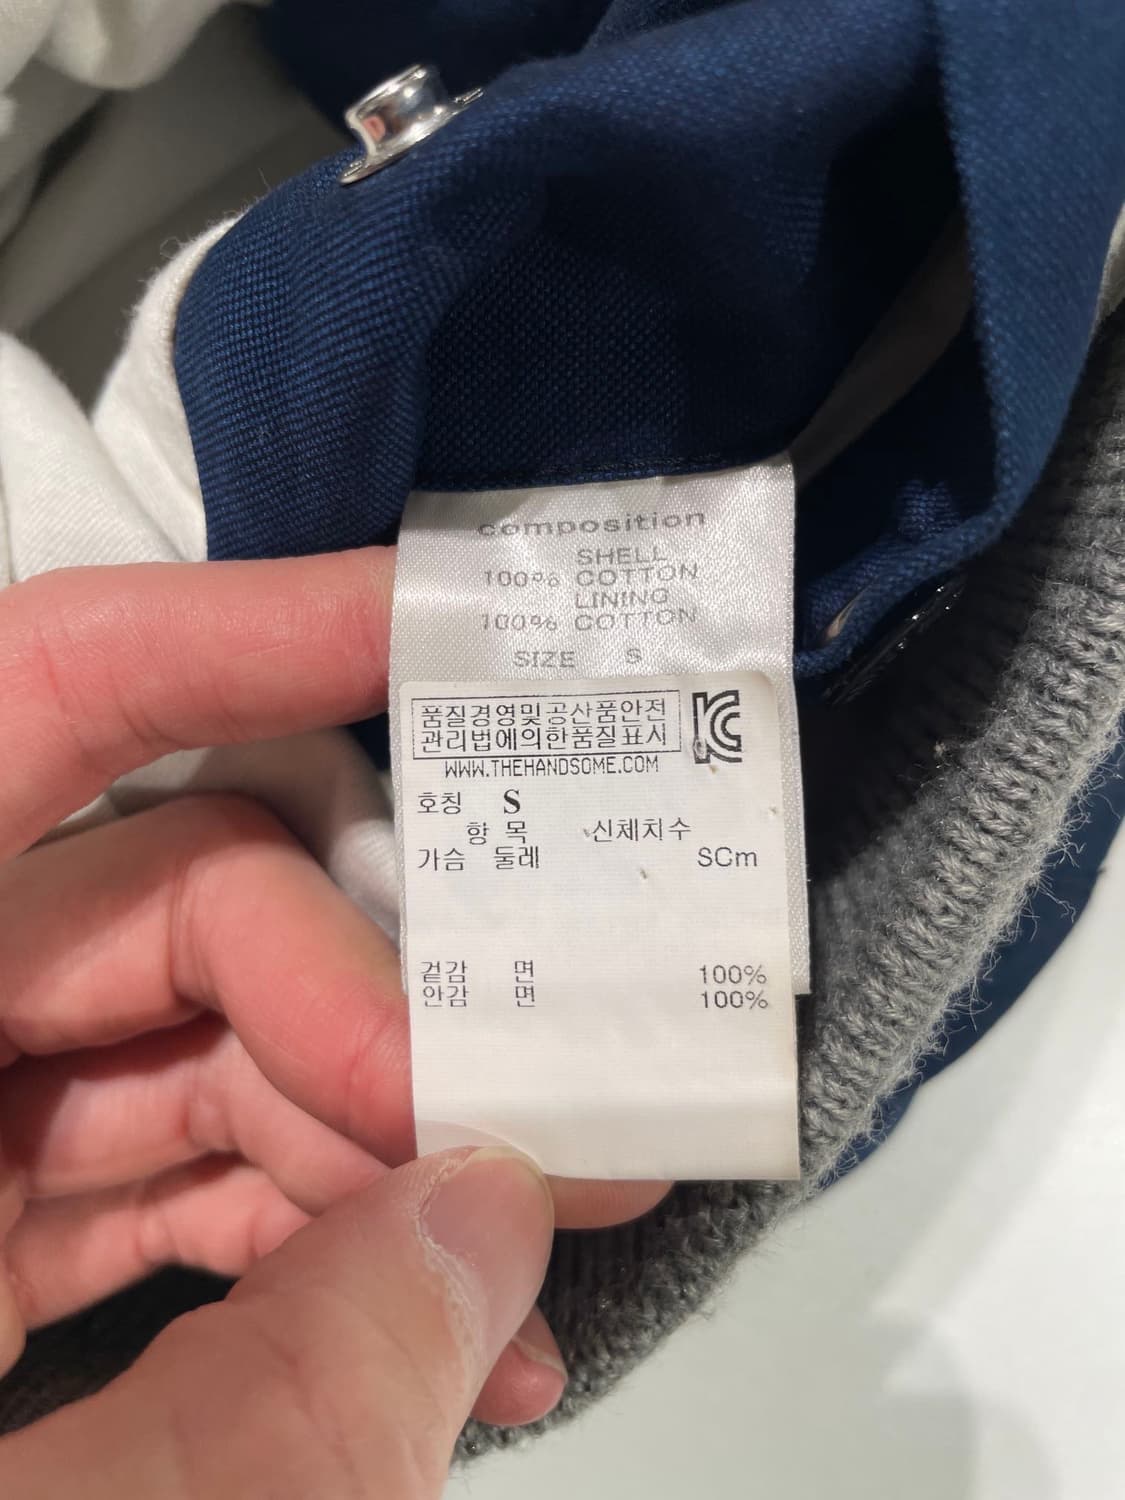 composition
SHELL
100% COTTON
LINING
100% COTTON
SIZE S
품질경영및공산품안전
관리법에의한품질표시
WWW.THEHANDSOME.COM
호칭 S
항 목 신체치수
가슴 둘레 SCm
겉감 면 100%
안감 면 100%